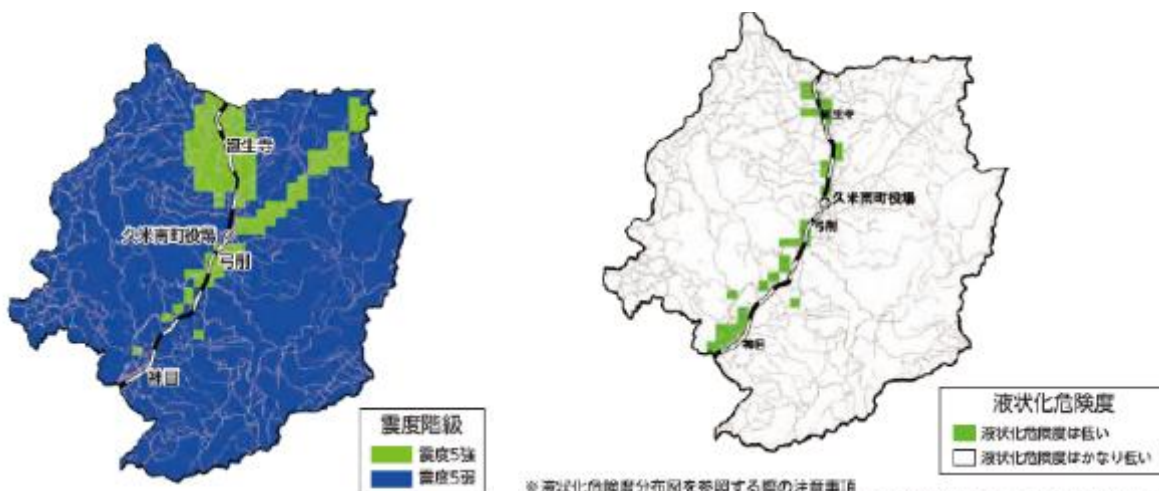 誕生寺
久米南町役場
弓削
神目
震度階級
震度5強
震度5弱
誕生寺
久米南町役場
弓削
神目
液状化危険度
液状化危険度は低い
液状化危険度はかなり低い
※液状化危険度分布図を参照する際の注意事項